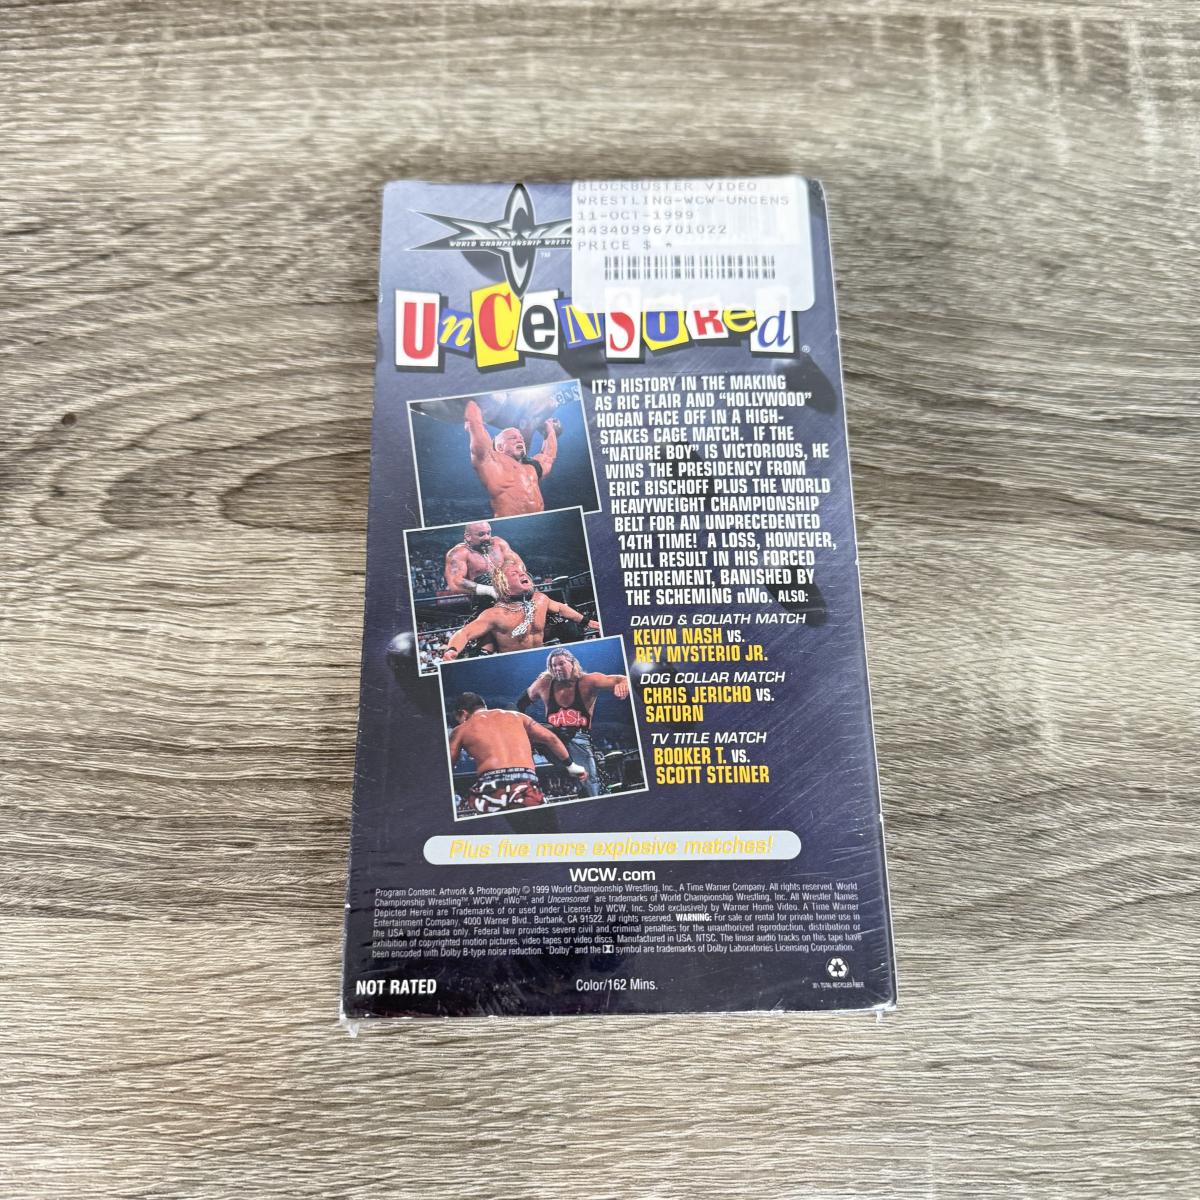 BLOCKBUSTER VIDEO
WRESTLING-WCW-UNCENS
11-OCT-1999
44340996701022
PRICE $ *
WORLD CHAMPIONSHIP WREST
TM
UnCeNSoRed®
IT'S HISTORY IN THE MAKING
AS RIC FLAIR AND "HOLLYWOOD"
HOGAN FACE OFF IN A HIGH-
STAKES CAGE MATCH. IF THE
"NATURE BOY" IS VICTORIOUS, HE
WINS THE PRESIDENCY FROM
ERIC BISCHOFF PLUS THE WORLD
HEAVYWEIGHT CHAMPIONSHIP
BELT FOR AN UNPRECEDENTED
14TH TIME! A LOSS, HOWEVER,
WILL RESULT IN HIS FORCED
RETIREMENT, BANISHED BY
THE SCHEMING nWo. ALSO:
DAVID & GOLIATH MATCH
KEVIN NASH VS.
REY MYSTERIO JR.
DOG COLLAR MATCH
CHRIS JERICHO VS.
SATURN
TV TITLE MATCH
BOOKER T. VS.
SCOTT STEINER
NASH
Plus five more explosive matches!
WCW.com
Program Content, Artwork & Photography © 1999 World Championship Wrestling, Inc., A Time Warner Company. All rights reserved. World
Championship Wrestling™, WCW™, nWo™, and Uncensored are trademarks of World Championship Wrestling, Inc. All Wrestler Names
Depicted Herein are Trademarks of or used under License by WCW, Inc. Sold exclusively by Warner Home Video. A Time Warner
Entertainment Company, 4000 Warner Blvd., Burbank, CA 91522. All rights reserved. WARNING: For sale or rental for private home use in
the USA and Canada only. Federal law provides severe civil and criminal penalties for the unauthorized reproduction, distribution or
exhibition of copyrighted motion pictures, video tapes or video discs. Manufactured in USA. NTSC. The linear audio tracks on this tape have
been encoded with Dolby B-type noise reduction. "Dolby" and the symbol are trademarks of Dolby Laboratories Licensing Corporation.
NOT RATED
Color/162 Mins.
TOTAL RECYCLED FIBER